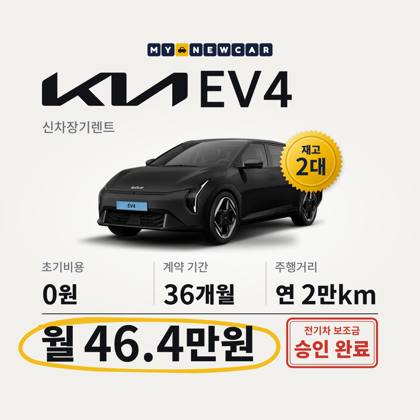 MY NEWCAR
KIA EV4
신차장기렌트
재고
2대
EV4
초기비용
계약 기간
주행거리
0원
36개월
연 2만km
월 46.4만원
전기차 보조금
승인 완료